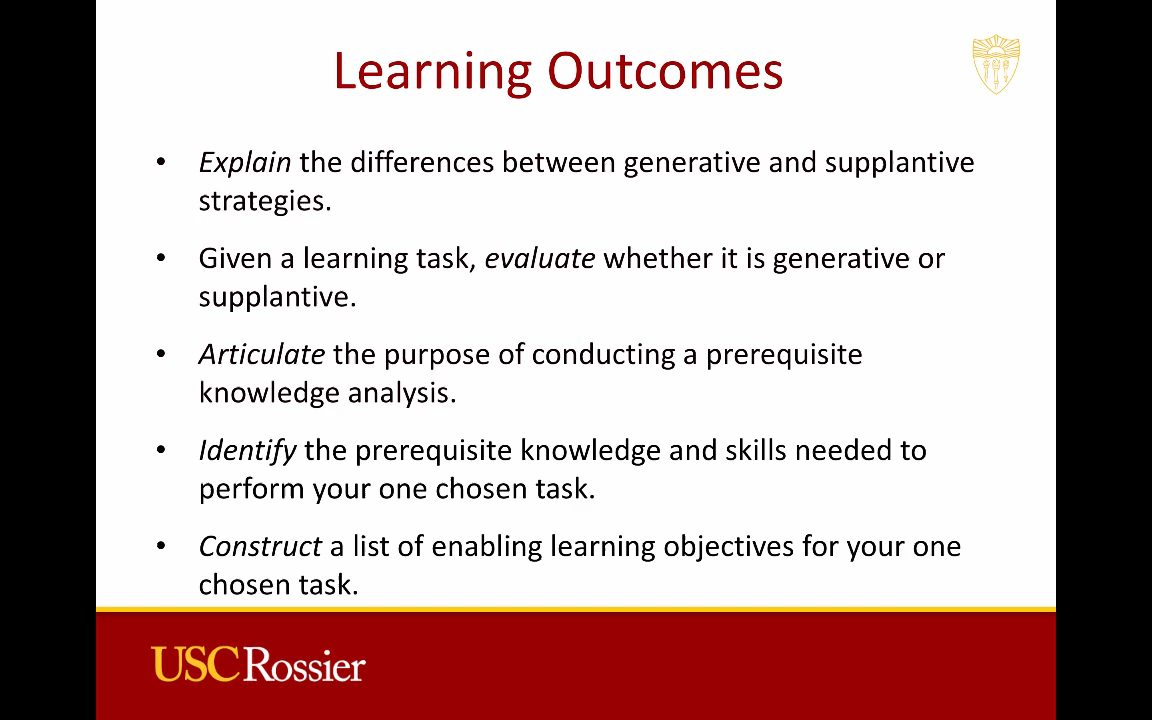 Learning Outcomes
• Explain the differences between generative and supplantive
strategies.
• Given a learning task, evaluate whether it is generative or
supplantive.
• Articulate the purpose of conducting a prerequisite
knowledge analysis.
• Identify the prerequisite knowledge and skills needed to
perform your one chosen task.
• Construct a list of enabling learning objectives for your one
chosen task.
USC Rossier